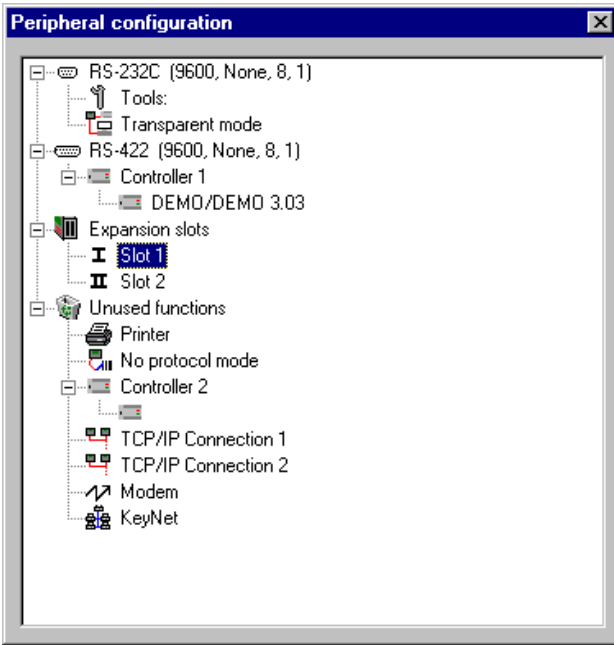 Peripheral configuration
RS-232C (9600, None, 8, 1)
Tools:
Transparent mode
RS-422 (9600, None, 8, 1)
Controller 1
DEMO/DEMO 3.03
Expansion slots
I Slot 1
II Slot 2
Unused functions
Printer
No protocol mode
Controller 2
TCP/IP Connection 1
TCP/IP Connection 2
Modem
KeyNet